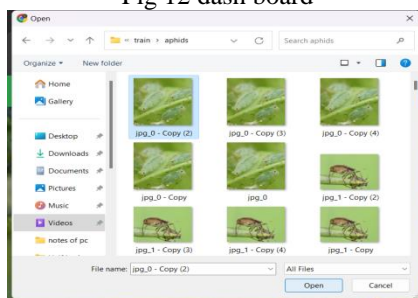 Fig 12 dash board
Open
train > aphids
Search aphids
Organize
New folder
Home
Gallery
Desktop
Downloads
Documents
Pictures
Music
Videos
notes of pc
jpg_0 - Copy (2)
jpg_0 - Copy (3)
jpg_0 - Copy (4)
jpg_0 - Copy
jpg_0
jpg_1 - Copy (2)
jpg_1 - Copy (3)
jpg_1 - Copy (4)
jpg_1 - Copy
File name: jpg_0 - Copy (2)
All Files
Open
Cancel